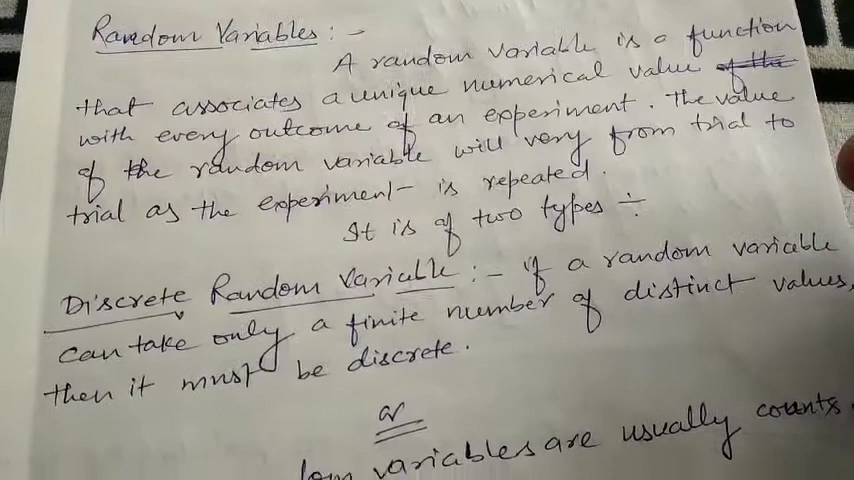 Random Variables :-
A random variable is a function
that associates a unique numerical value of the
with every outcome of an experiment. The value
of the random variable will very from trial to
trial as the experiment is repeated.
It is of two types ÷
Discrete Random Variable :- if a random variable
can take only a finite number of distinct values,
then it must be discrete.
or
variables are usually counts.